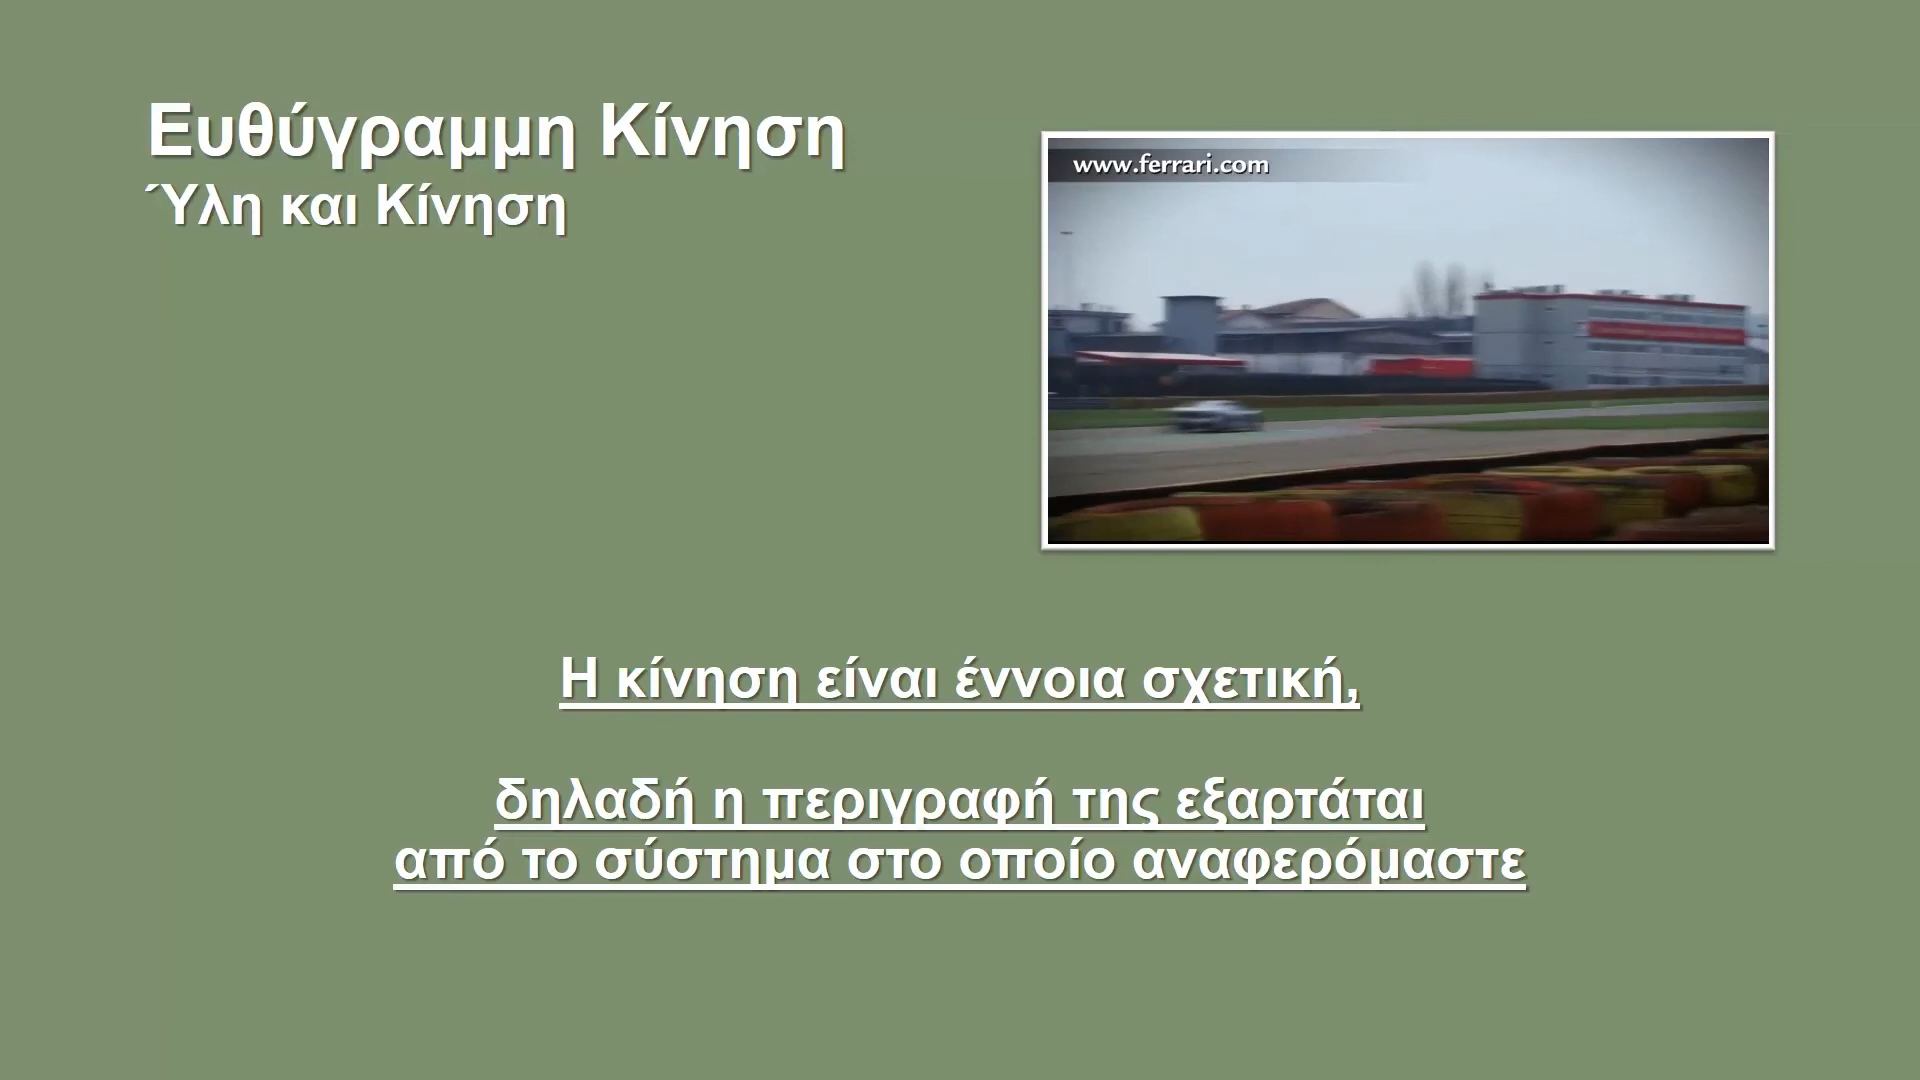 Ευθύγραμμη Κίνηση
Ύλη και Κίνηση
www.ferrari.com
Η κίνηση είναι έννοια σχετική,
δηλαδή η περιγραφή της εξαρτάται
από το σύστημα στο οποίο αναφερόμαστε